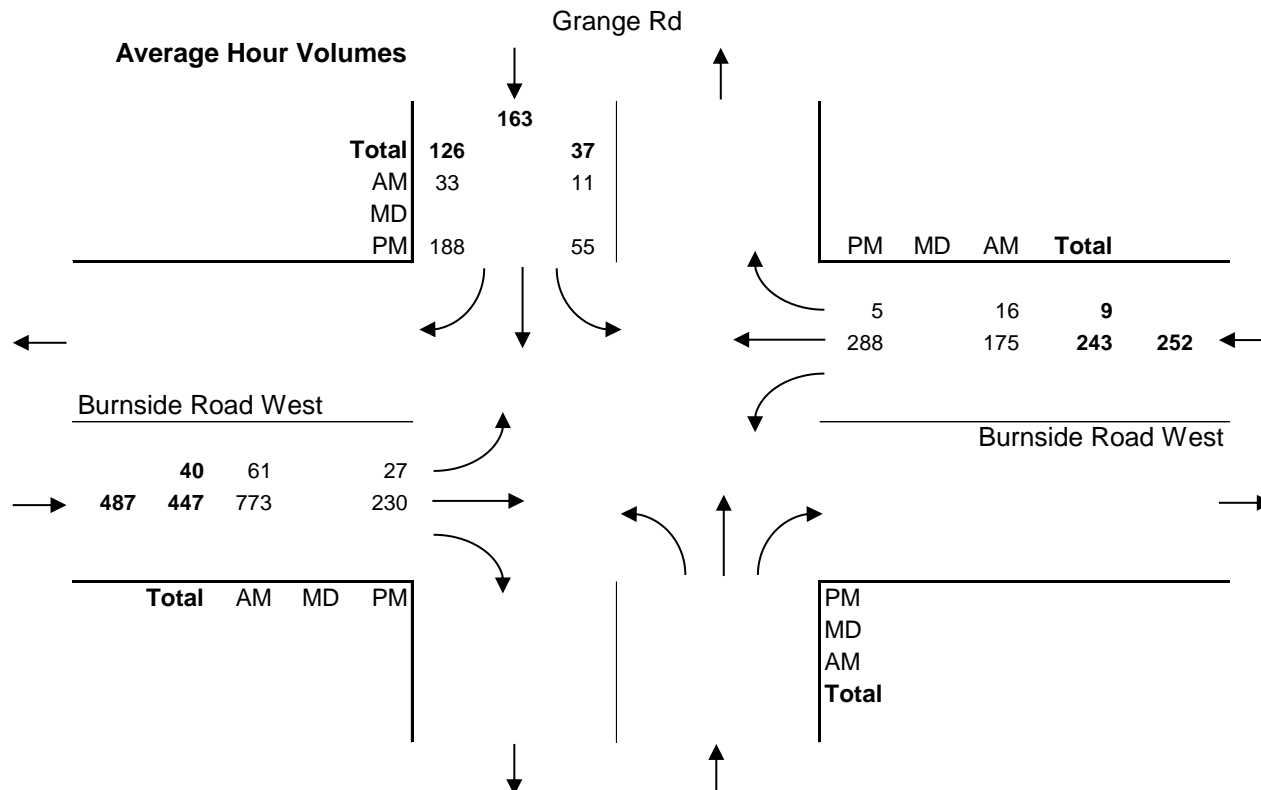 Grange Rd
Average Hour Volumes
163
Total 126 37
AM 33 11
MD
PM 188 55
PM MD AM Total
5 16 9
288 175 243 252
Burnside Road West
Burnside Road West
40 61 27
487 447 773 230
Total AM MD PM
PM
MD
AM
Total